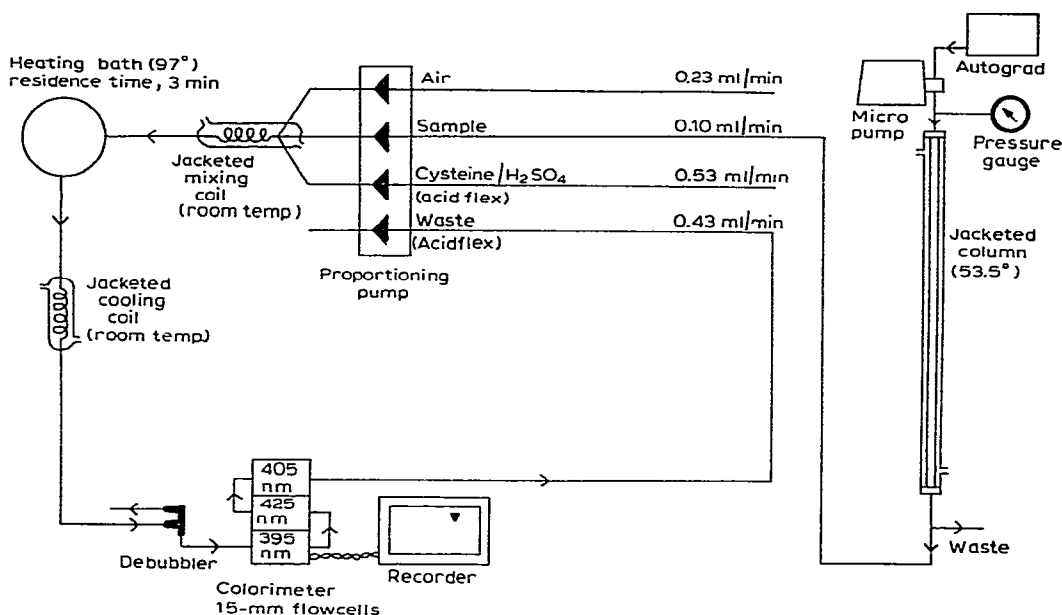 Heating bath (97°)
residence time, 3 min
Air
0.23 ml/min
Sample
0.10 ml/min
Cysteine/H₂SO₄
(acid flex)
0.53 ml/min
Waste
(Acidflex)
0.43 ml/min
Proportioning
pump
Jacketed
mixing
coil
(room temp)
Jacketed
cooling
coil
(room temp)
Autograd
Micro
pump
Pressure
gauge
Jacketed
column
(53.5°)
Waste
405
nm
425
nm
395
nm
Debubbler
Recorder
Colorimeter
15-mm flowcells